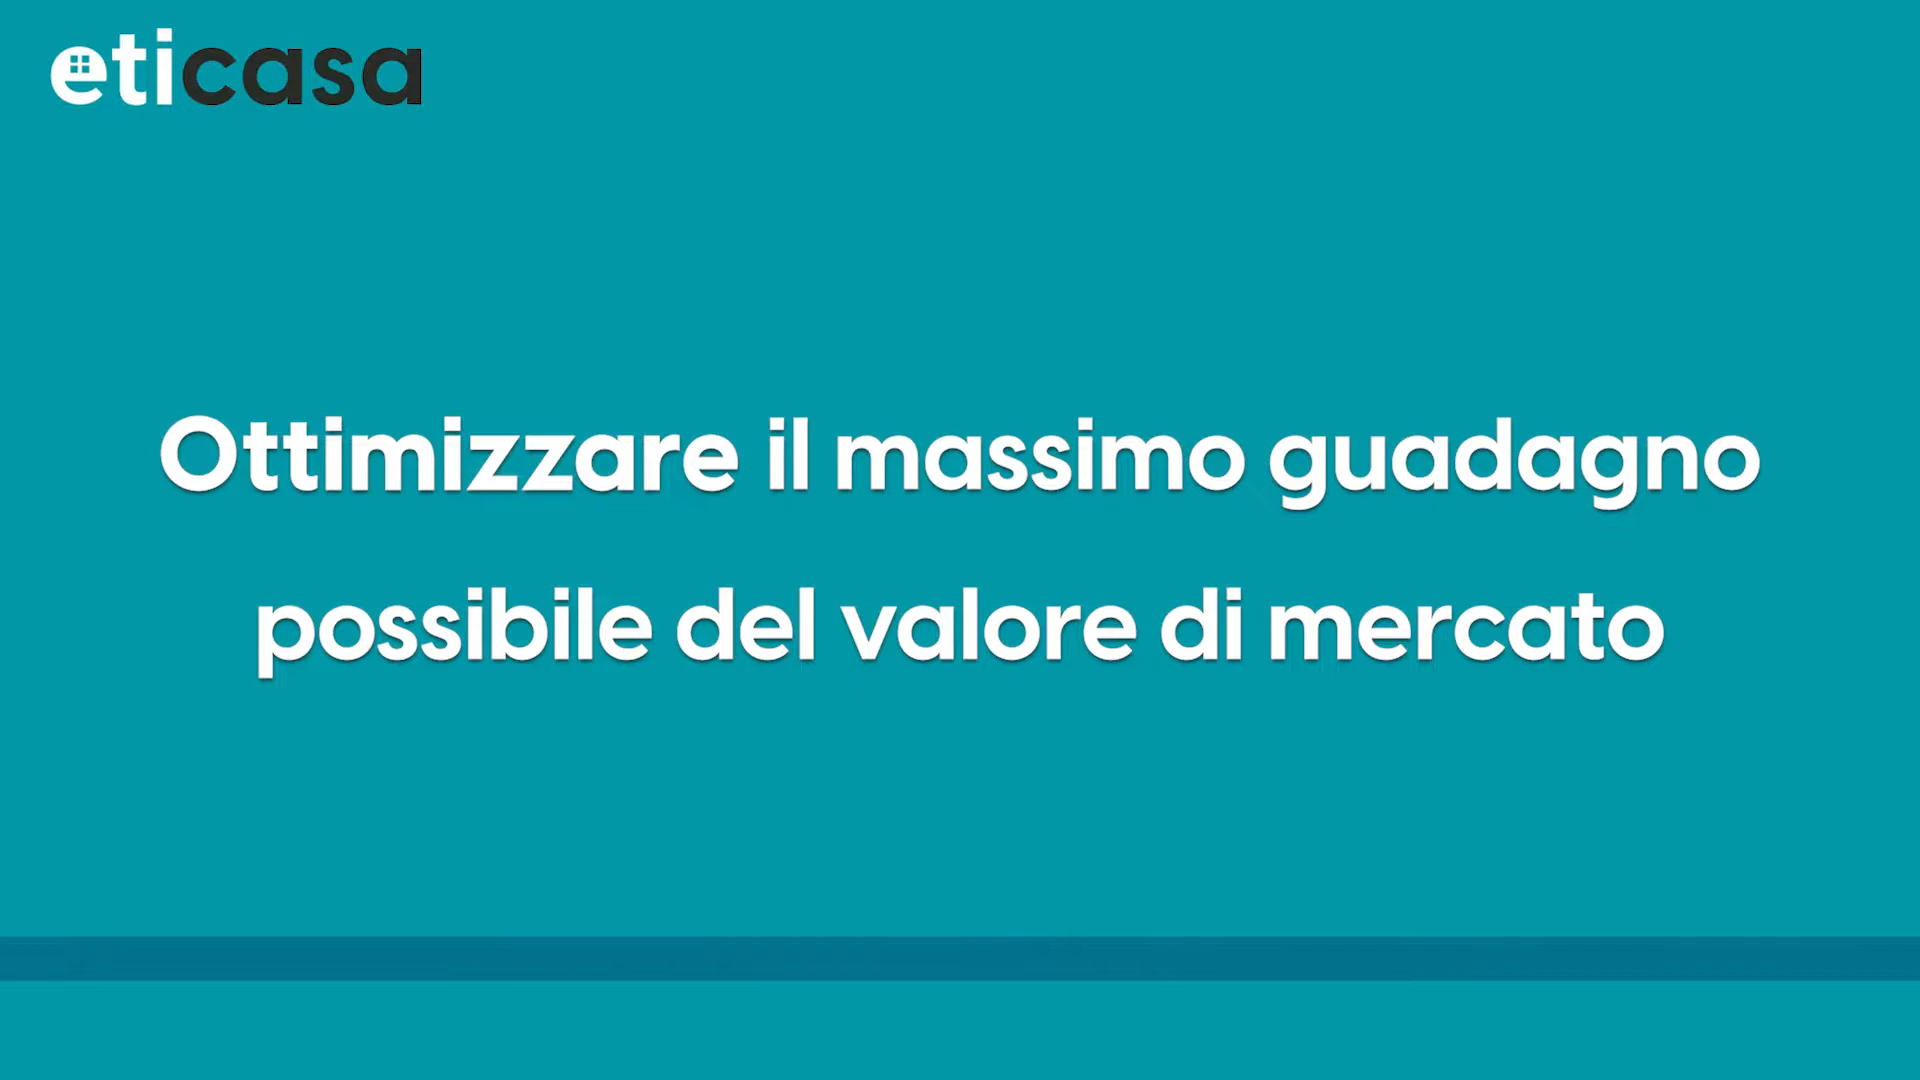 eticasa
Ottimizzare il massimo guadagno
possibile del valore di mercato